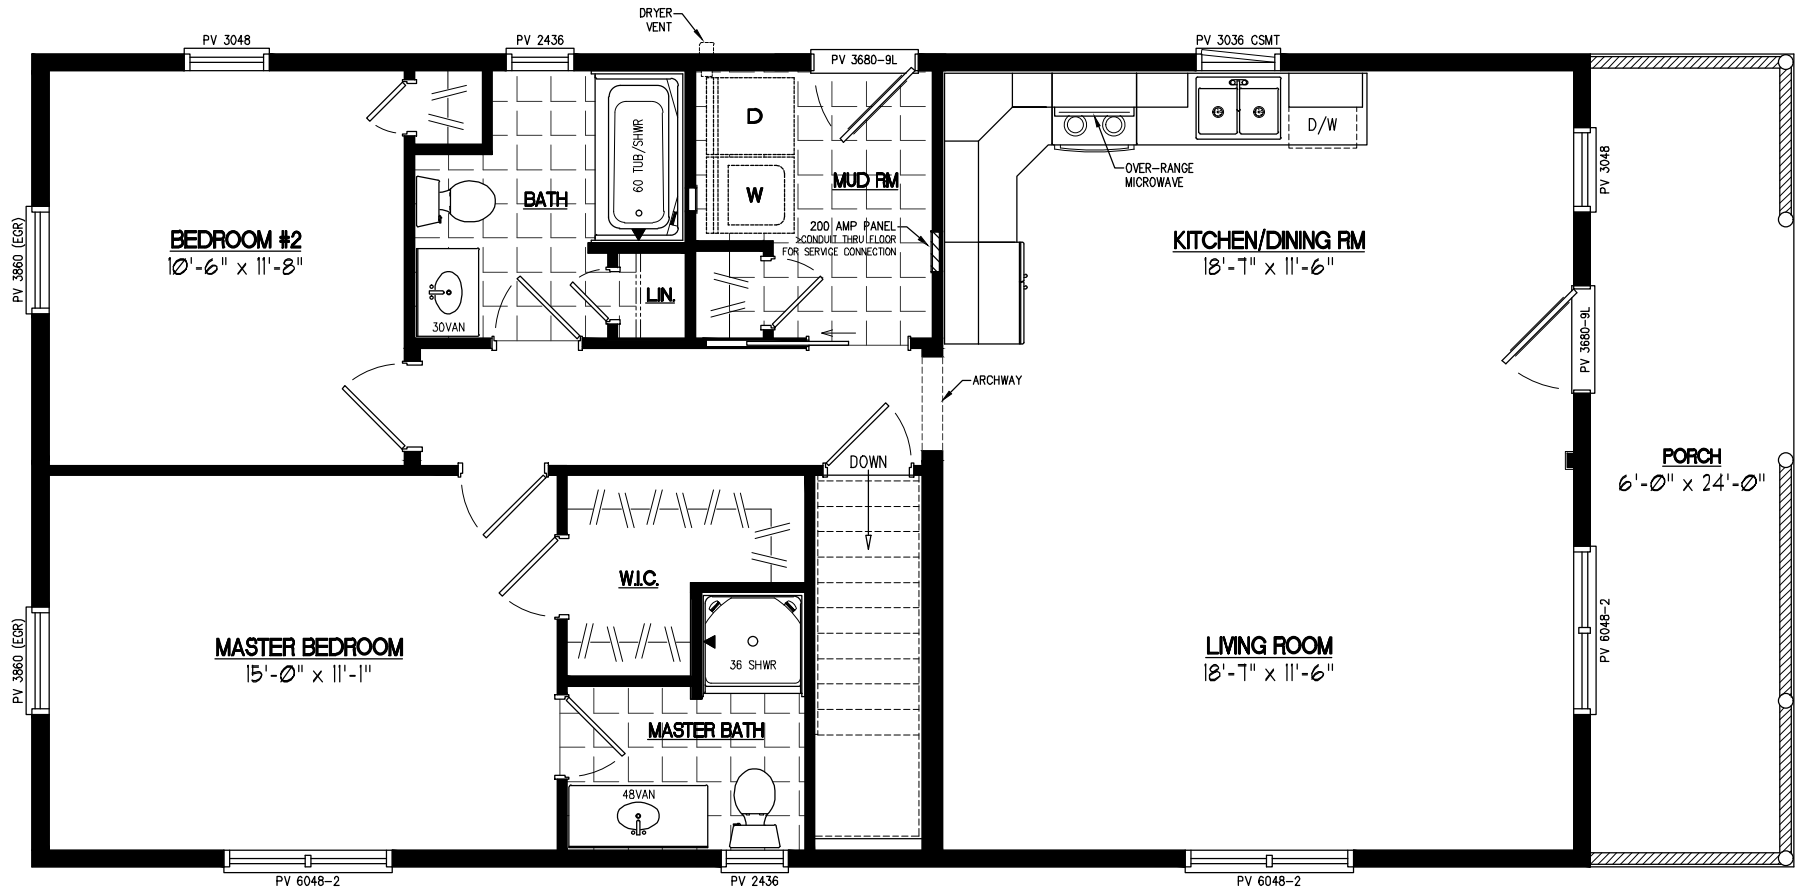 DRYER
VENT
PV 3048
PV 2436
PV 3680-9L
PV 3036 CSMT
D
W
60 TUB/SHWR
BATH
MUD RM
D/W
OVER-RANGE
MICROWAVE
PV 3048
200 AMP PANEL
>CONDUIT THRU FLOOR
FOR SERVICE CONNECTION
BEDROOM #2
10'-6" x 11'-8"
PV 3860 (EGR)
KITCHEN/DINING RM
18'-7" x 11'-6"
LIN.
30VAN
PV 3680-9L
ARCHWAY
DOWN
PORCH
6'-0" x 24'-0"
W.I.C.
MASTER BEDROOM
15'-0" x 11'-1"
PV 3860 (EGR)
36 SHWR
LIVING ROOM
18'-7" x 11'-6"
PV 6048-2
MASTER BATH
48VAN
PV 6048-2
PV 2436
PV 6048-2